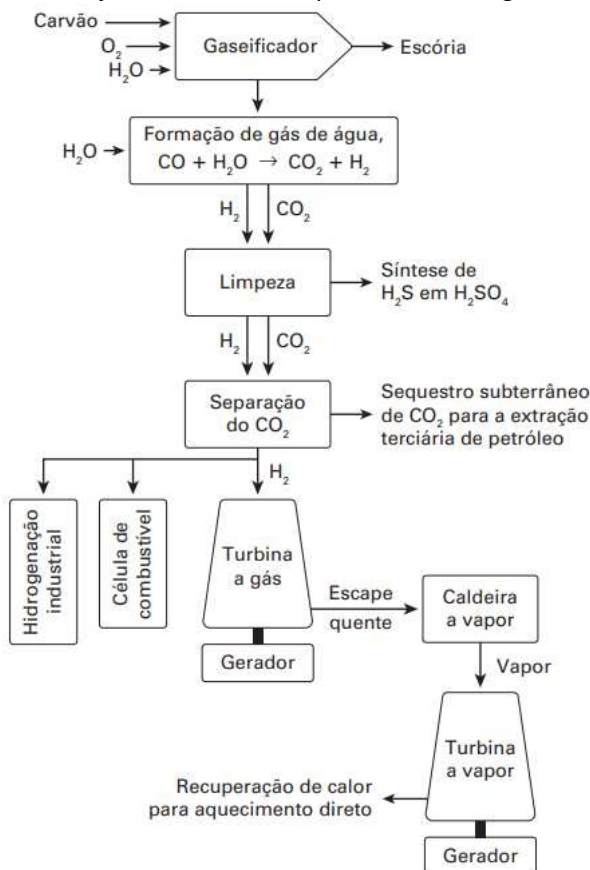 Carvão
O₂
H₂O
Gaseificador
Escória
H₂O
Formação de gás de água,
CO + H₂O → CO₂ + H₂
H₂
CO₂
Limpeza
Síntese de
H₂S em H₂SO₄
H₂
CO₂
Separação
do CO₂
Sequestro subterrâneo
de CO₂ para a extração
terciária de petróleo
H₂
Hidrogenação
industrial
Célula de
combustível
Turbina
a gás
Escape
quente
Caldeira
a vapor
Gerador
Vapor
Turbina
a vapor
Recuperação de calor
para aquecimento direto
Gerador